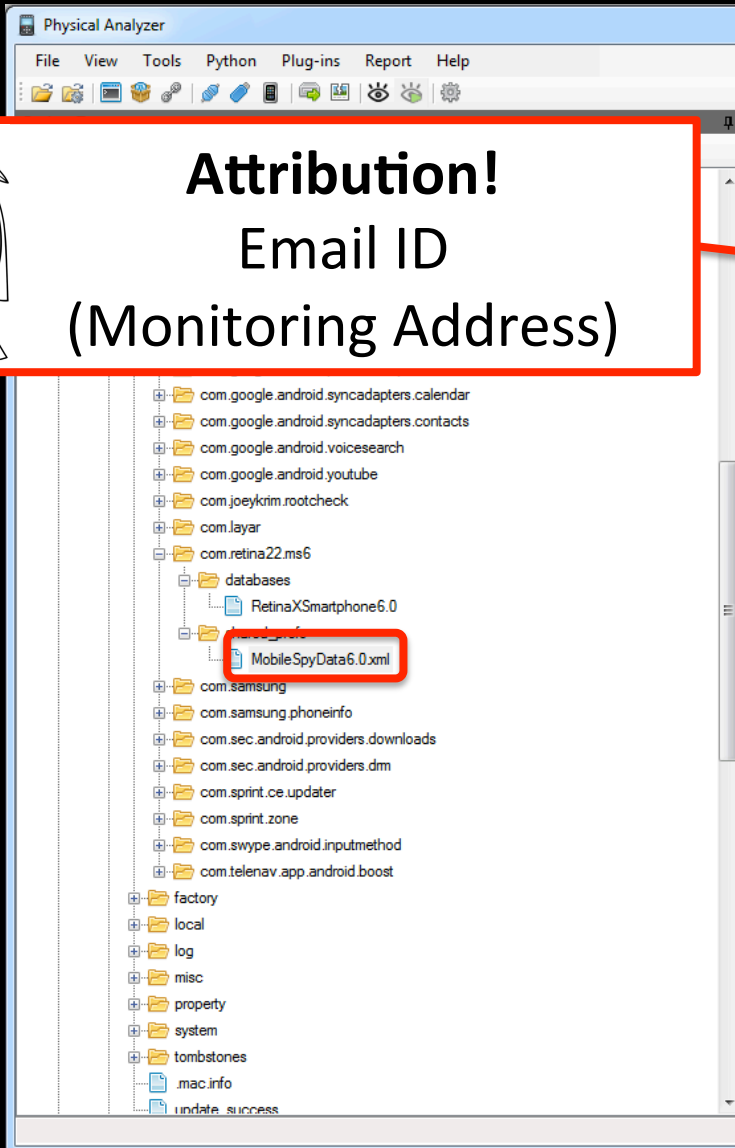 Physical Analyzer
File View Tools Python Plug-ins Report Help
Attribution!
Email ID
(Monitoring Address)
com.google.android.syncadapters.calendar
com.google.android.syncadapters.contacts
com.google.android.voicesearch
com.google.android.youtube
com.joeykrim.rootcheck
com.layar
com.retina22.ms6
databases
RetinaXSmartphone6.0
shared_prefs
MobileSpyData6.0.xml
com.samsung
com.samsung.phoneinfo
com.sec.android.providers.downloads
com.sec.android.providers.drm
com.sprint.ce.updater
com.sprint.zone
com.swype.android.inputmethod
com.telenav.app.android.boost
factory
local
log
misc
property
system
tombstones
.mac.info
update_success